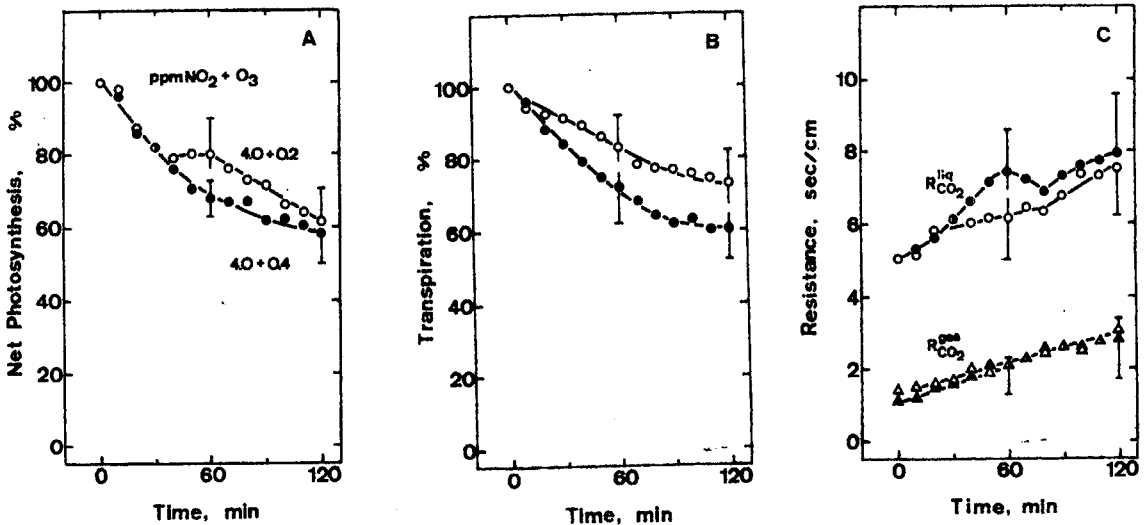 A
ppm NO2 + O3
100
80
60
40
20
0
4.0+0.2
4.0+0.4
Net Photosynthesis, %
0 60 120
Time, min
B
100
80
60
40
20
0
Transpiration, %
0 60 120
Time, min
C
10
8
6
4
2
0
R liq CO2
R gas CO2
Resistance, sec/cm
0 60 120
Time, min